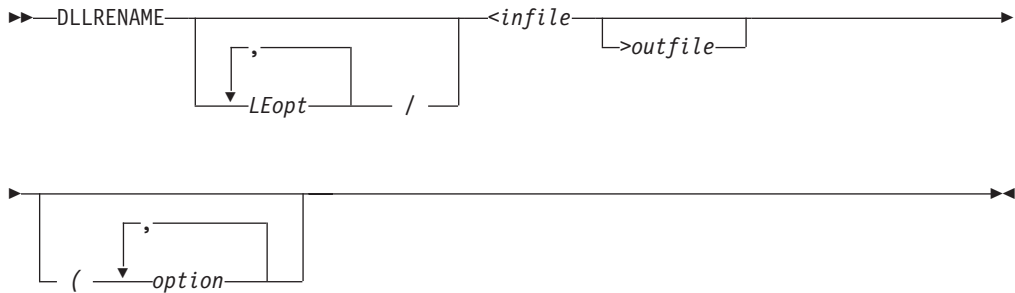 DLLRENAME <infile
,
>outfile
LEopt /
,
( option